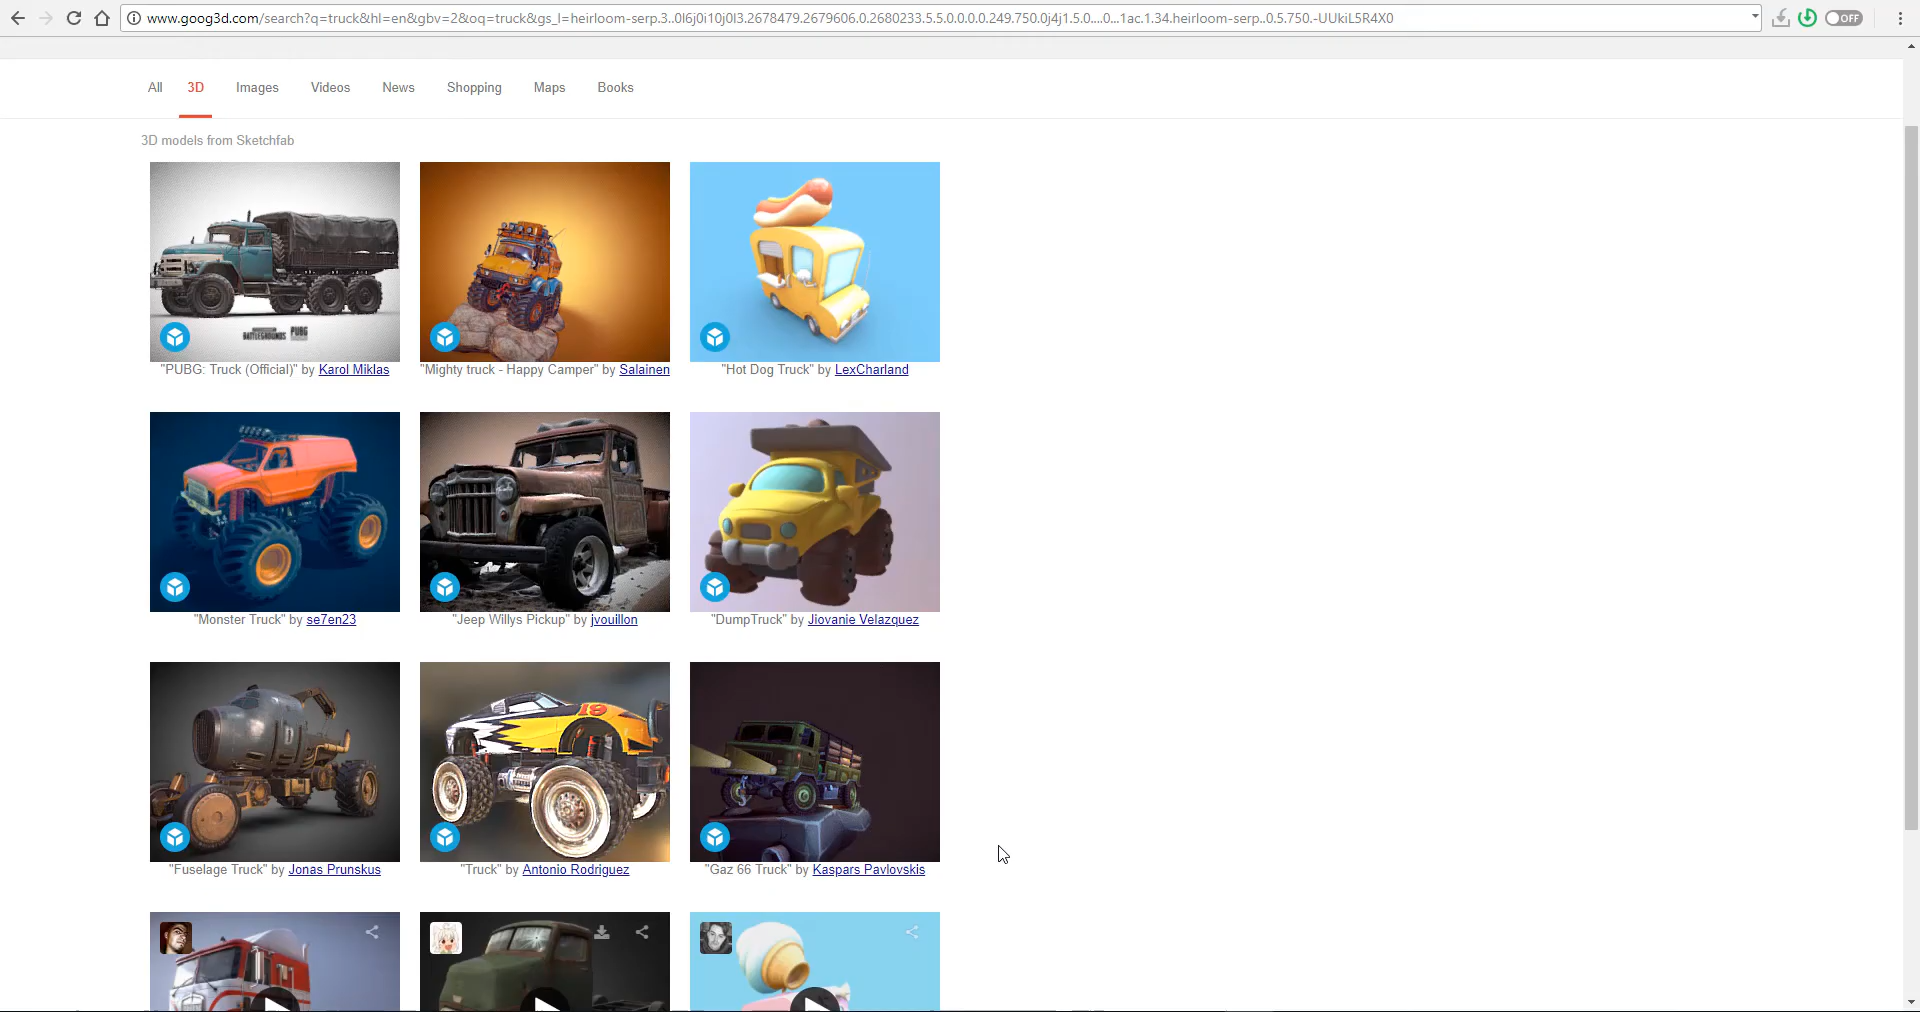 www.goog3d.com/search?q=truck&hl=en&gbv=2&oq=truck&gs_l=heirloom-serp.3..0l6j0i10j0l3.2678479.2679606.0.2680233.5.5.0.0.0.0.249.750.0j4j1.5.0....0...1ac.1.34.heirloom-serp..0.5.750.-UUkiL5R4X0
OFF
All 3D Images Videos News Shopping Maps Books
3D models from Sketchfab
BATTLEGROUNDS PUBG
"PUBG: Truck (Official)" by Karol Miklas
"Mighty truck - Happy Camper" by Salainen
"Hot Dog Truck" by LexCharland
"Monster Truck" by se7en23
"Jeep Willys Pickup" by jvouillon
"DumpTruck" by Jiovanie Velazquez
19
"Fuselage Truck" by Jonas Prunskus
"Truck" by Antonio Rodriguez
"Gaz 66 Truck" by Kaspars Pavlovskis